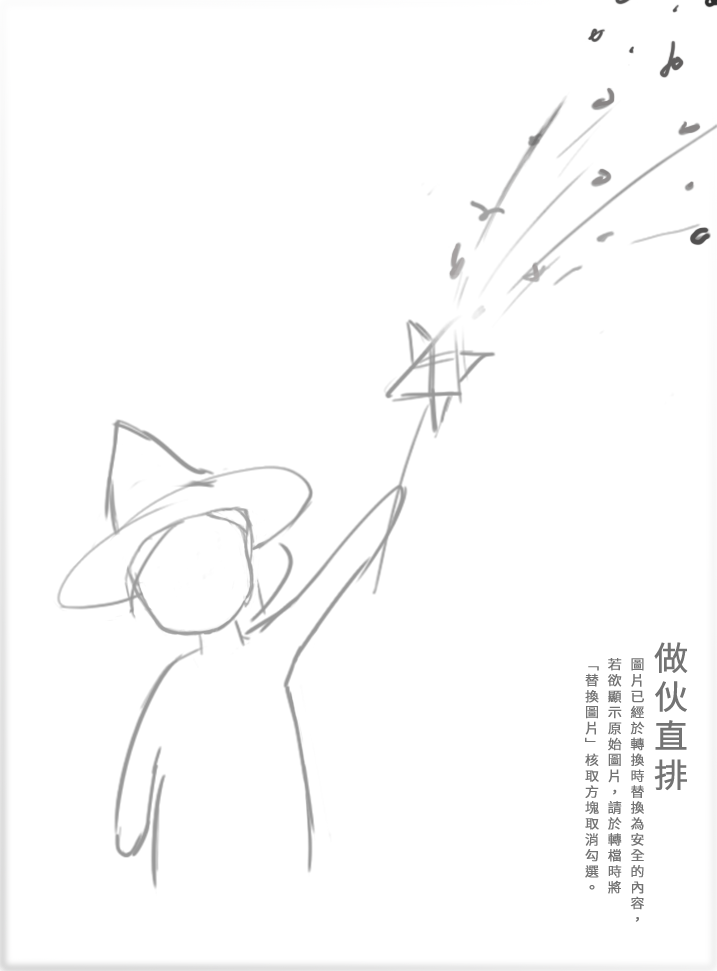 做伙直排
圖片已經於轉換時替換為安全的內容，
若欲顯示原始圖片，請於轉檔時將
「替換圖片」核取方塊取消勾選。